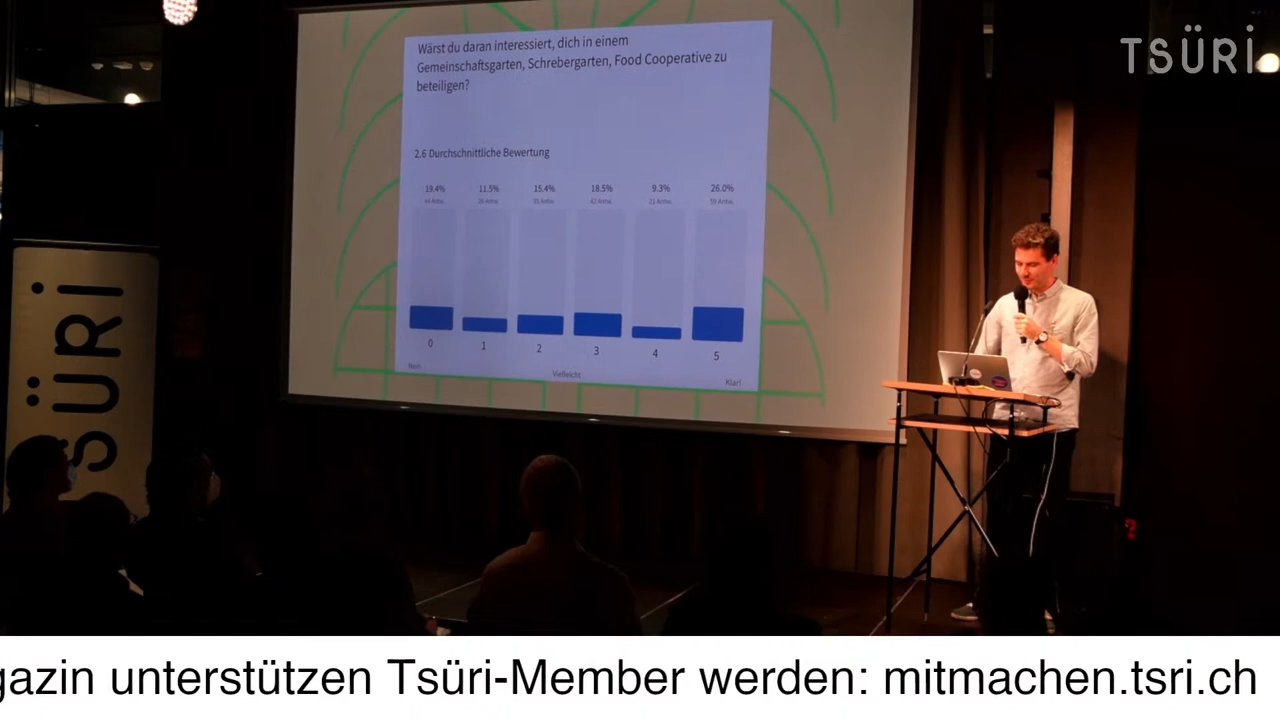 TSÜRi
Wärst du daran interessiert, dich in einem
Gemeinschaftsgarten, Schrebergarten, Food Cooperative zu
beteiligen?
2.6 Durchschnittliche Bewertung
19.4% 11.5% 15.4% 18.5% 9.3% 26.0%
0 1 2 3 4 5
Nein Vielleicht Klar!
SÜRi
gazin unterstützen Tsüri-Member werden: mitmachen.tsri.ch